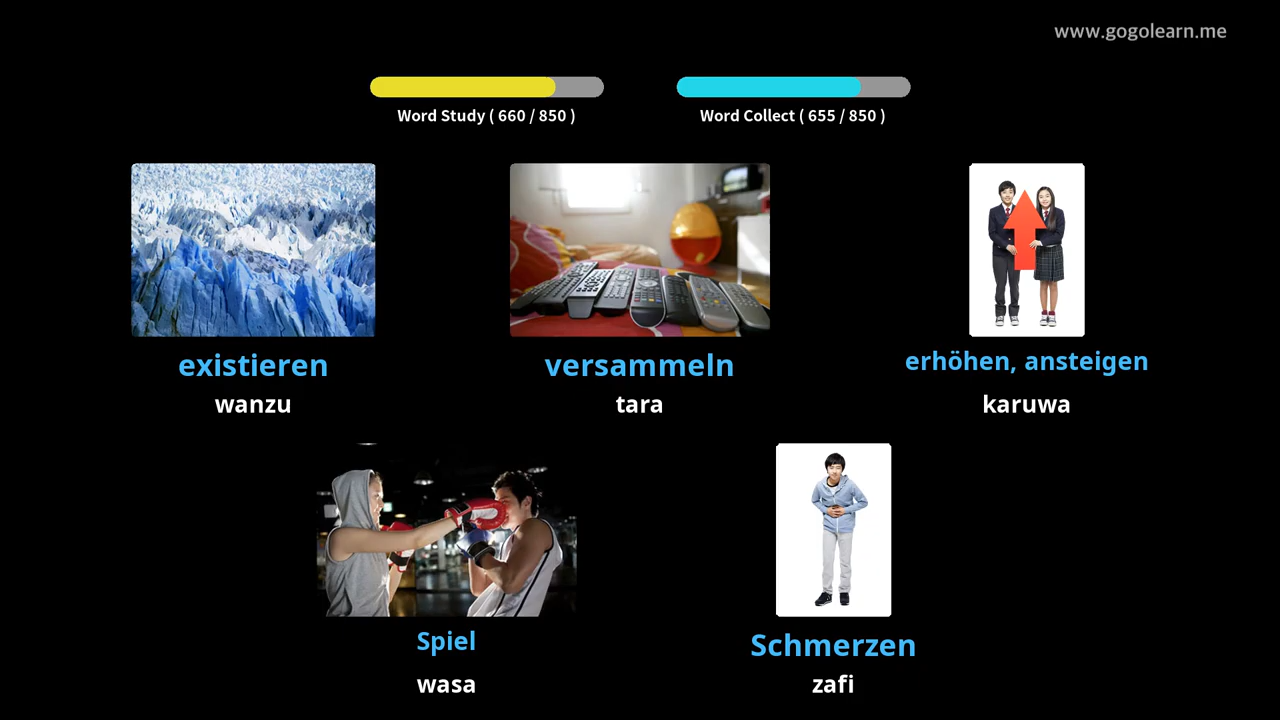 www.gogolearn.me
Word Study ( 660 / 850 )
Word Collect ( 655 / 850 )
existieren
wanzu
versammeln
tara
erhöhen, ansteigen
karuwa
Spiel
wasa
Schmerzen
zafi